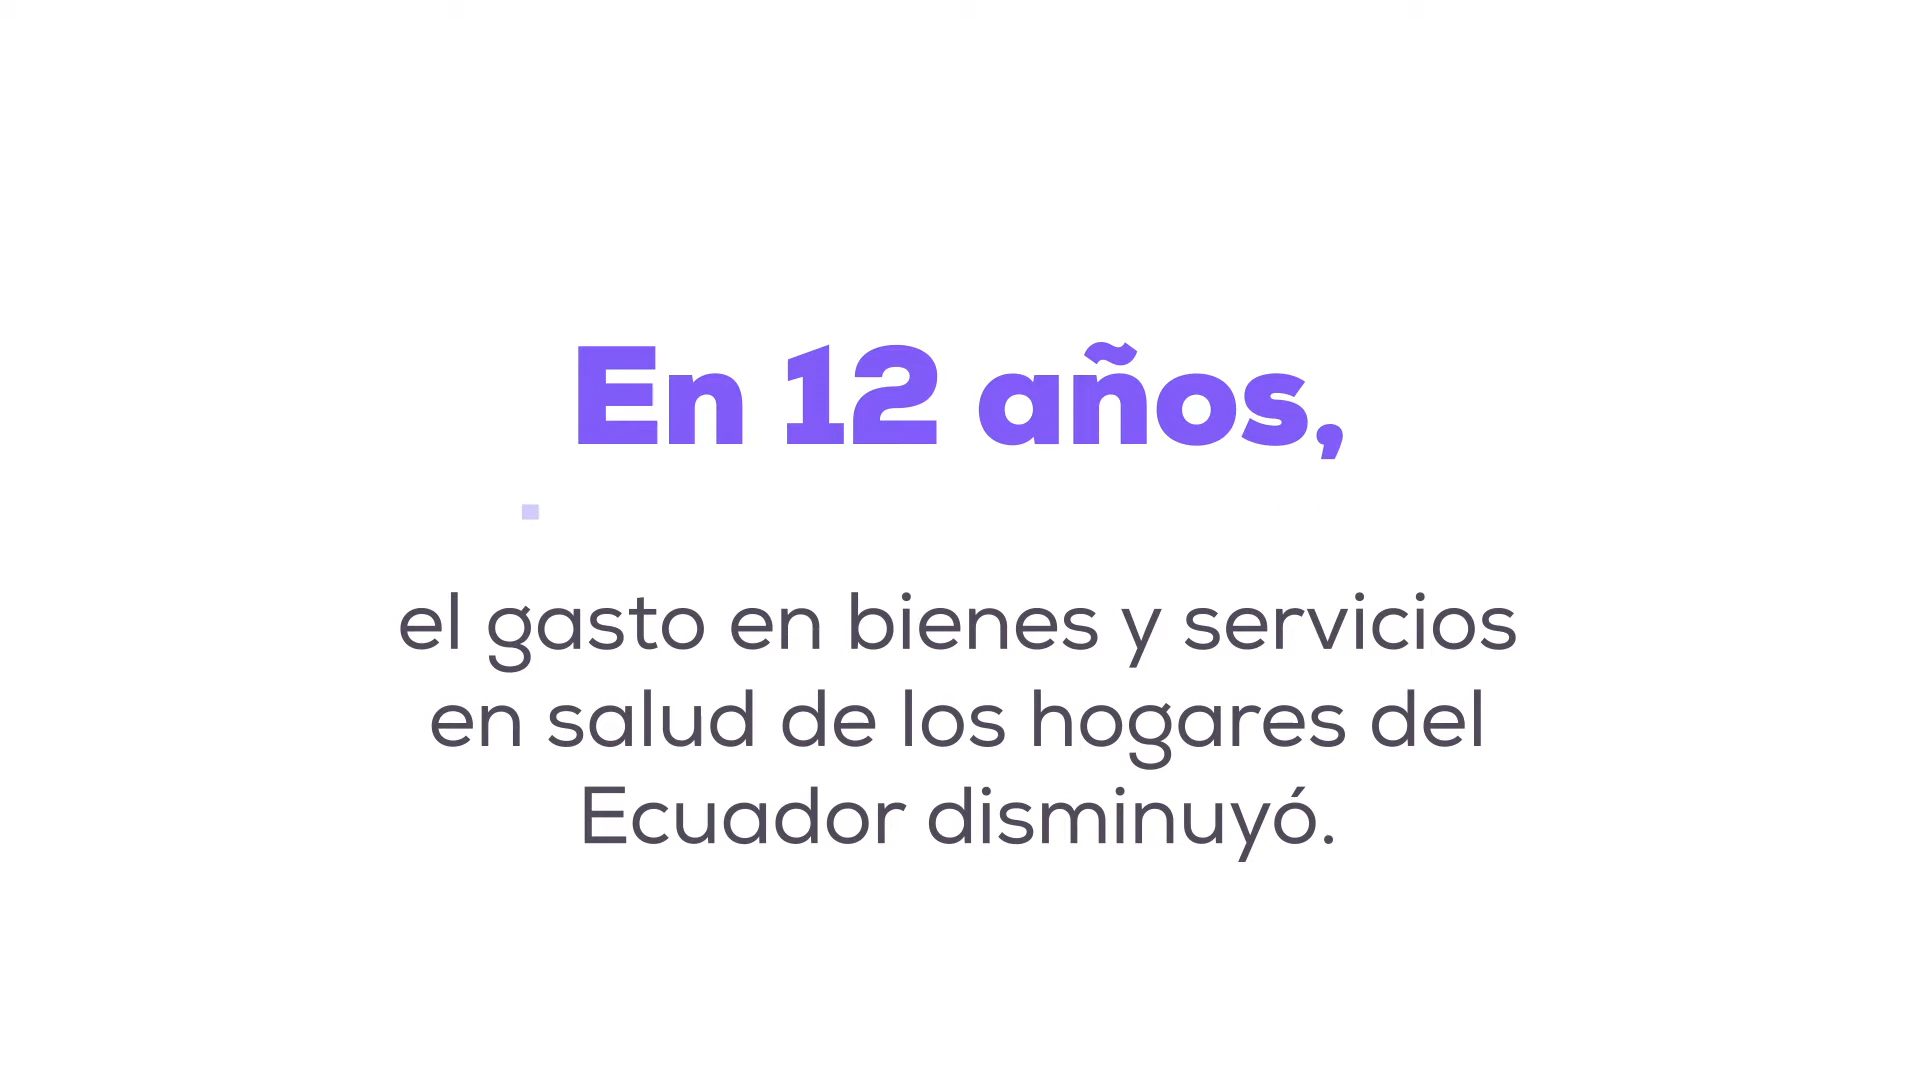 En 12 años,
el gasto en bienes y servicios
en salud de los hogares del
Ecuador disminuyó.